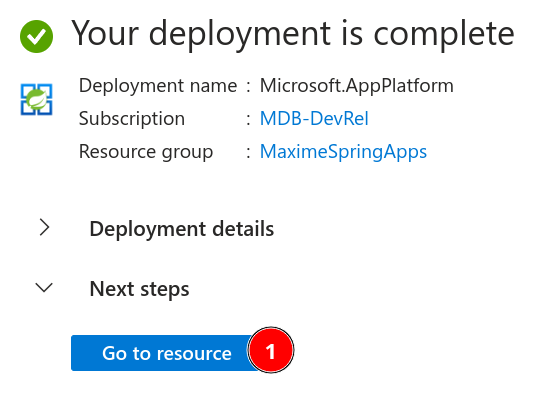 Your deployment is complete
Deployment name : Microsoft.AppPlatform
Subscription : MDB-DevRel
Resource group : MaximeSpringApps
Deployment details
Next steps
Go to resource 1